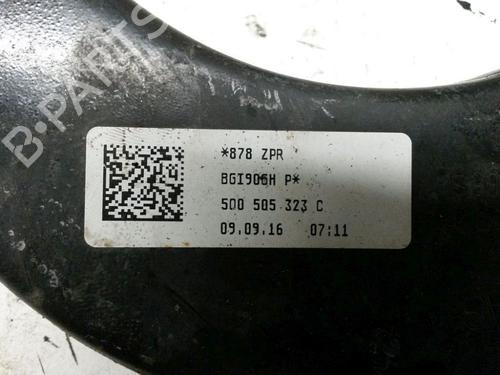 B-PARTS
*878 ZPR
BGI906H P*
5Q0 505 323 C
09.09.16 07:11